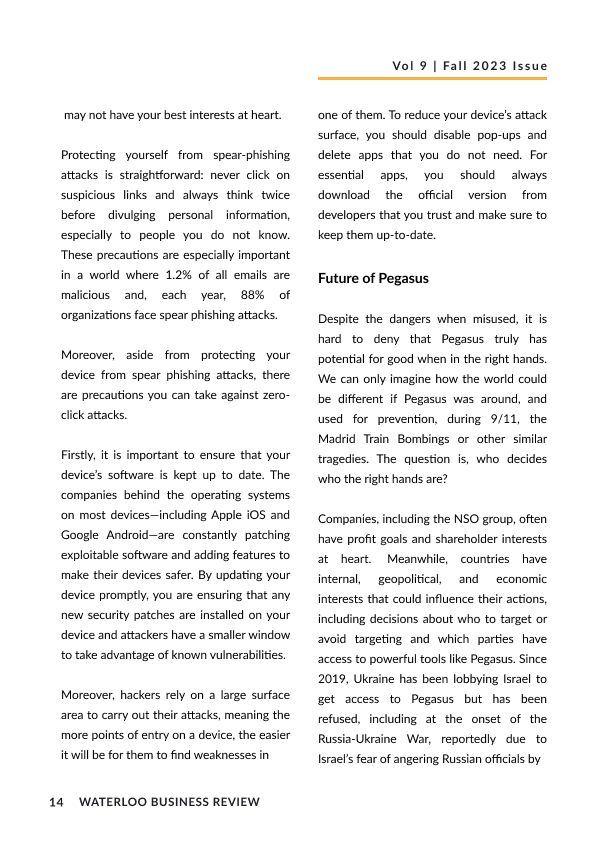 Vol 9 | Fall 2023 Issue
may not have your best interests at heart.
Protecting yourself from spear-phishing
attacks is straightforward: never click on
suspicious links and always think twice
before divulging personal information,
especially to people you do not know.
These precautions are especially important
in a world where 1.2% of all emails are
malicious and, each year, 88% of
organizations face spear phishing attacks.
Moreover, aside from protecting your
device from spear phishing attacks, there
are precautions you can take against zero-
click attacks.
Firstly, it is important to ensure that your
device’s software is kept up to date. The
companies behind the operating systems
on most devices—including Apple iOS and
Google Android—are constantly patching
exploitable software and adding features to
make their devices safer. By updating your
device promptly, you are ensuring that any
new security patches are installed on your
device and attackers have a smaller window
to take advantage of known vulnerabilities.
Moreover, hackers rely on a large surface
area to carry out their attacks, meaning the
more points of entry on a device, the easier
it will be for them to find weaknesses in
one of them. To reduce your device’s attack
surface, you should disable pop-ups and
delete apps that you do not need. For
essential apps, you should always
download the official version from
developers that you trust and make sure to
keep them up-to-date.
Future of Pegasus
Despite the dangers when misused, it is
hard to deny that Pegasus truly has
potential for good when in the right hands.
We can only imagine how the world could
be different if Pegasus was around, and
used for prevention, during 9/11, the
Madrid Train Bombings or other similar
tragedies. The question is, who decides
who the right hands are?
Companies, including the NSO group, often
have profit goals and shareholder interests
at heart. Meanwhile, countries have
internal, geopolitical, and economic
interests that could influence their actions,
including decisions about who to target or
avoid targeting and which parties have
access to powerful tools like Pegasus. Since
2019, Ukraine has been lobbying Israel to
get access to Pegasus but has been
refused, including at the onset of the
Russia-Ukraine War, reportedly due to
Israel’s fear of angering Russian officials by
14 WATERLOO BUSINESS REVIEW